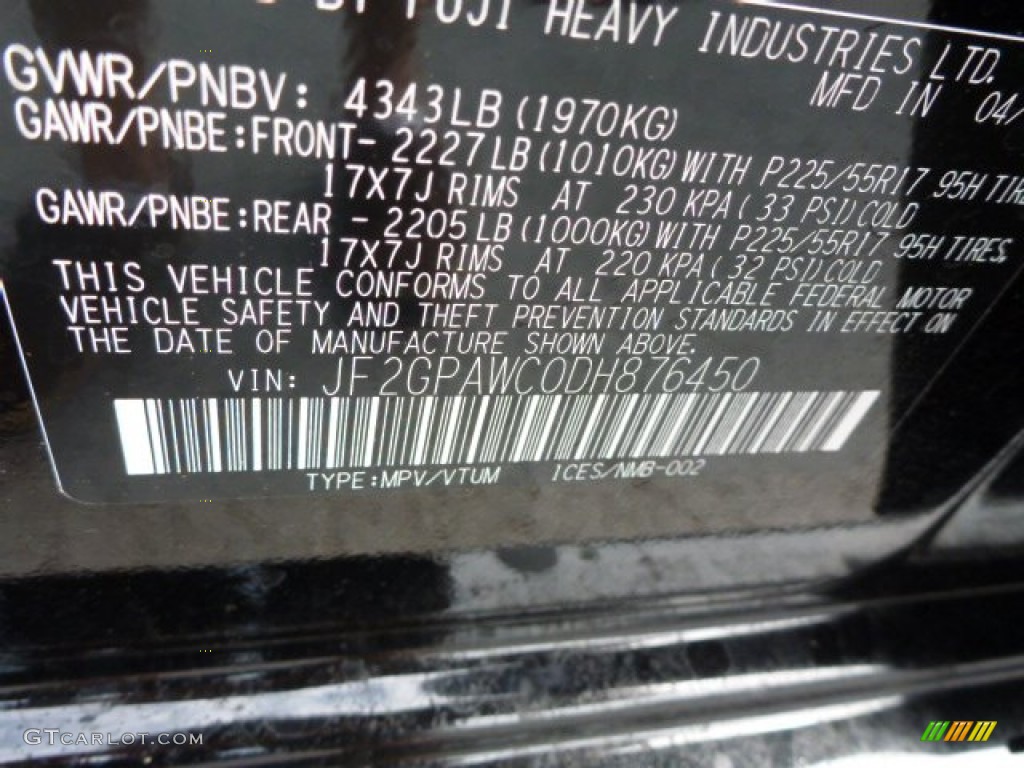 BY FUJI HEAVY INDUSTRIES LTD.
MFD IN 04/
GVWR/PNBV: 4343LB (1970KG)
GAWR/PNBE:FRONT- 2227LB(1010KG)WITH P225/55R17 95H TIRE
17X7J RIMS AT 230 KPA( 33 PSI)COLD
GAWR/PNBE:REAR - 2205LB(1000KG)WITH P225/55R17 95H TIRES
17X7J RIMS AT 220 KPA( 32 PSI)COLD
THIS VEHICLE CONFORMS TO ALL APPLICABLE FEDERAL MOTOR
VEHICLE SAFETY AND THEFT PREVENTION STANDARDS IN EFFECT ON
THE DATE OF MANUFACTURE SHOWN ABOVE.
VIN: JF2GPAWC0DH876450
TYPE:MPV/VTUM ICES/NMB-002
GTCarlot.com